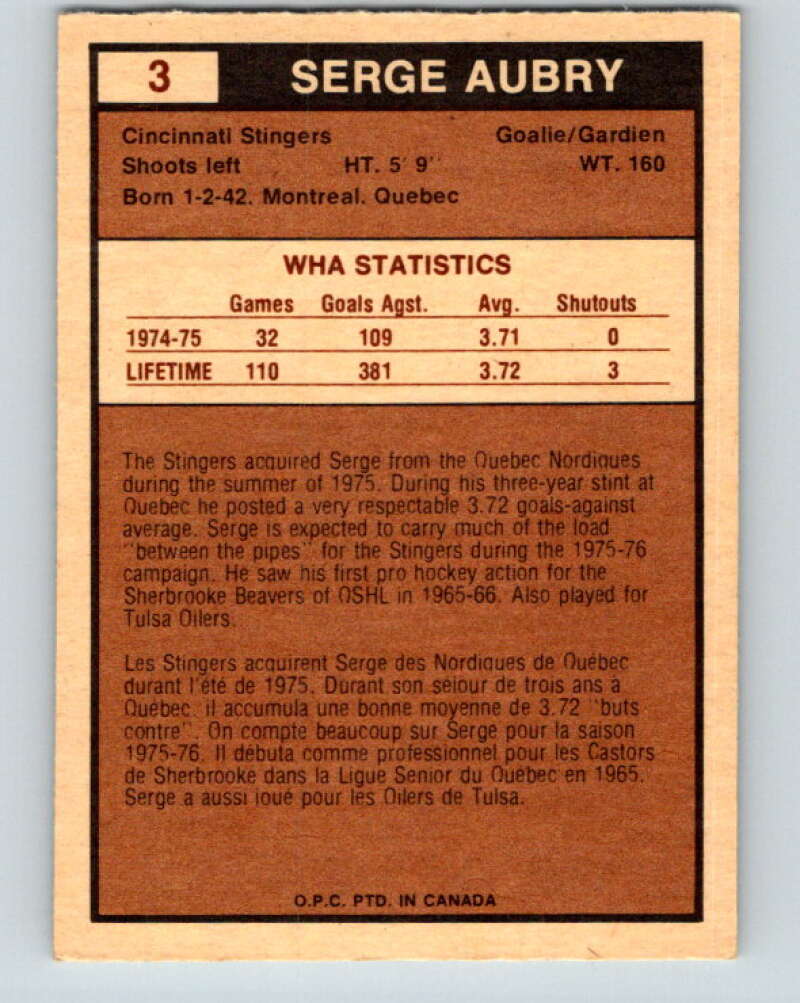 3 SERGE AUBRY
Cincinnati Stingers Goalie/Gardien
Shoots left HT. 5' 9" WT. 160
Born 1-2-42. Montreal. Quebec
WHA STATISTICS
Games Goals Agst. Avg. Shutouts
1974-75 32 109 3.71 0
LIFETIME 110 381 3.72 3
The Stingers acquired Serge from the Quebec Nordiques
during the summer of 1975. During his three-year stint at
Quebec he posted a very respectable 3.72 goals-against
average. Serge is expected to carry much of the load
"between the pipes" for the Stingers during the 1975-76
campaign. He saw his first pro hockey action for the
Sherbrooke Beavers of QSHL in 1965-66. Also played for
Tulsa Oilers.
Les Stingers acquirent Serge des Nordiques de Québec
durant l'été de 1975. Durant son séjour de trois ans à
Québec, il accumula une bonne moyenne de 3.72 "buts
contre". On compte beaucoup sur Serge pour la saison
1975-76. Il débuta comme professionnel pour les Castors
de Sherbrooke dans la Ligue Senior du Québec en 1965.
Serge a aussi joué pour les Oilers de Tulsa.
O.P.C. PTD. IN CANADA